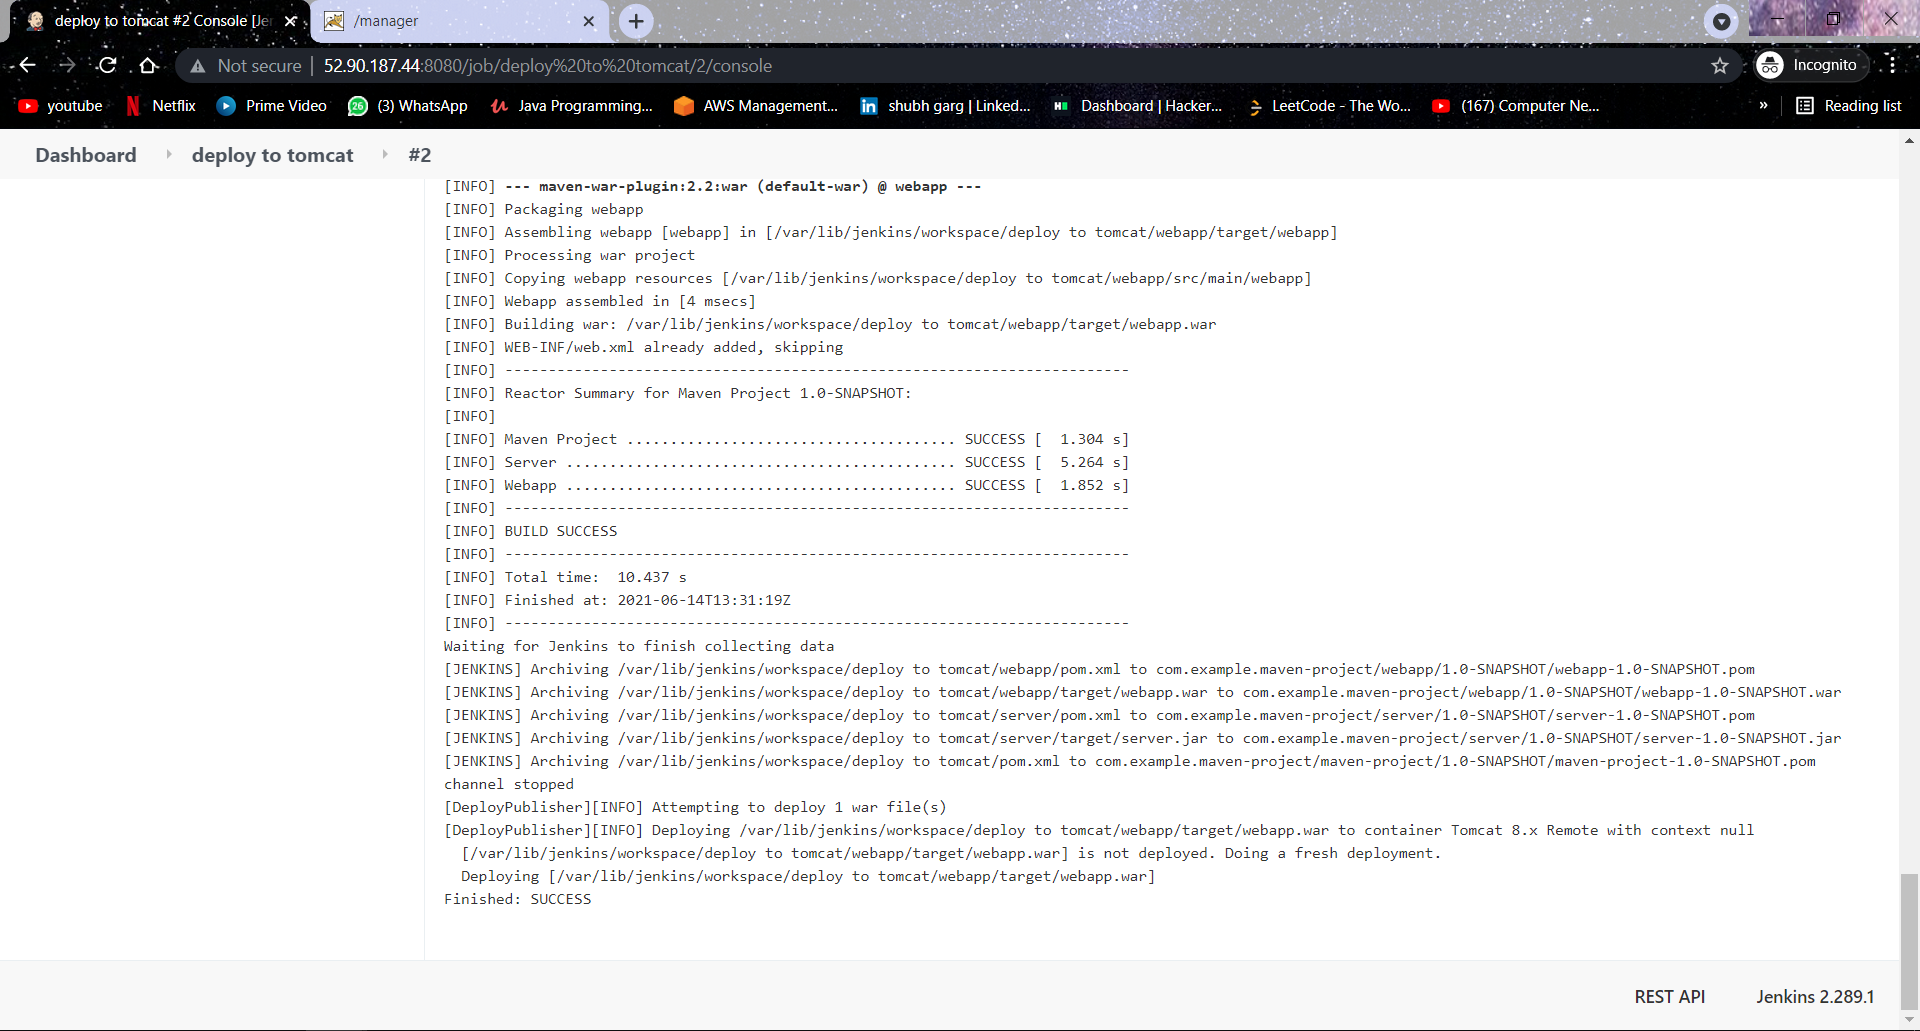 deploy to tomcat #2 Console [Je
/manager
Not secure
52.90.187.44:8080/job/deploy%20to%20tomcat/2/console
Incognito
youtube
Netflix
Prime Video
26
(3) WhatsApp
Java Programming...
AWS Management...
in
shubh garg | Linked...
Dashboard | Hacker...
LeetCode - The Wo...
(167) Computer Ne...
»
Reading list
Dashboard
deploy to tomcat
#2
[INFO] --- maven-war-plugin:2.2:war (default-war) @ webapp ---
[INFO] Packaging webapp
[INFO] Assembling webapp [webapp] in [/var/lib/jenkins/workspace/deploy to tomcat/webapp/target/webapp]
[INFO] Processing war project
[INFO] Copying webapp resources [/var/lib/jenkins/workspace/deploy to tomcat/webapp/src/main/webapp]
[INFO] Webapp assembled in [4 msecs]
[INFO] Building war: /var/lib/jenkins/workspace/deploy to tomcat/webapp/target/webapp.war
[INFO] WEB-INF/web.xml already added, skipping
[INFO] ------------------------------------------------------------------------
[INFO] Reactor Summary for Maven Project 1.0-SNAPSHOT:
[INFO]
[INFO] Maven Project ...................................... SUCCESS [  1.304 s]
[INFO] Server ............................................. SUCCESS [  5.264 s]
[INFO] Webapp ............................................. SUCCESS [  1.852 s]
[INFO] ------------------------------------------------------------------------
[INFO] BUILD SUCCESS
[INFO] ------------------------------------------------------------------------
[INFO] Total time:  10.437 s
[INFO] Finished at: 2021-06-14T13:31:19Z
[INFO] ------------------------------------------------------------------------
Waiting for Jenkins to finish collecting data
[JENKINS] Archiving /var/lib/jenkins/workspace/deploy to tomcat/webapp/pom.xml to com.example.maven-project/webapp/1.0-SNAPSHOT/webapp-1.0-SNAPSHOT.pom
[JENKINS] Archiving /var/lib/jenkins/workspace/deploy to tomcat/webapp/target/webapp.war to com.example.maven-project/webapp/1.0-SNAPSHOT/webapp-1.0-SNAPSHOT.war
[JENKINS] Archiving /var/lib/jenkins/workspace/deploy to tomcat/server/pom.xml to com.example.maven-project/server/1.0-SNAPSHOT/server-1.0-SNAPSHOT.pom
[JENKINS] Archiving /var/lib/jenkins/workspace/deploy to tomcat/server/target/server.jar to com.example.maven-project/server/1.0-SNAPSHOT/server-1.0-SNAPSHOT.jar
[JENKINS] Archiving /var/lib/jenkins/workspace/deploy to tomcat/pom.xml to com.example.maven-project/maven-project/1.0-SNAPSHOT/maven-project-1.0-SNAPSHOT.pom
channel stopped
[DeployPublisher][INFO] Attempting to deploy 1 war file(s)
[DeployPublisher][INFO] Deploying /var/lib/jenkins/workspace/deploy to tomcat/webapp/target/webapp.war to container Tomcat 8.x Remote with context null
[/var/lib/jenkins/workspace/deploy to tomcat/webapp/target/webapp.war] is not deployed. Doing a fresh deployment.
Deploying [/var/lib/jenkins/workspace/deploy to tomcat/webapp/target/webapp.war]
Finished: SUCCESS
REST API
Jenkins 2.289.1